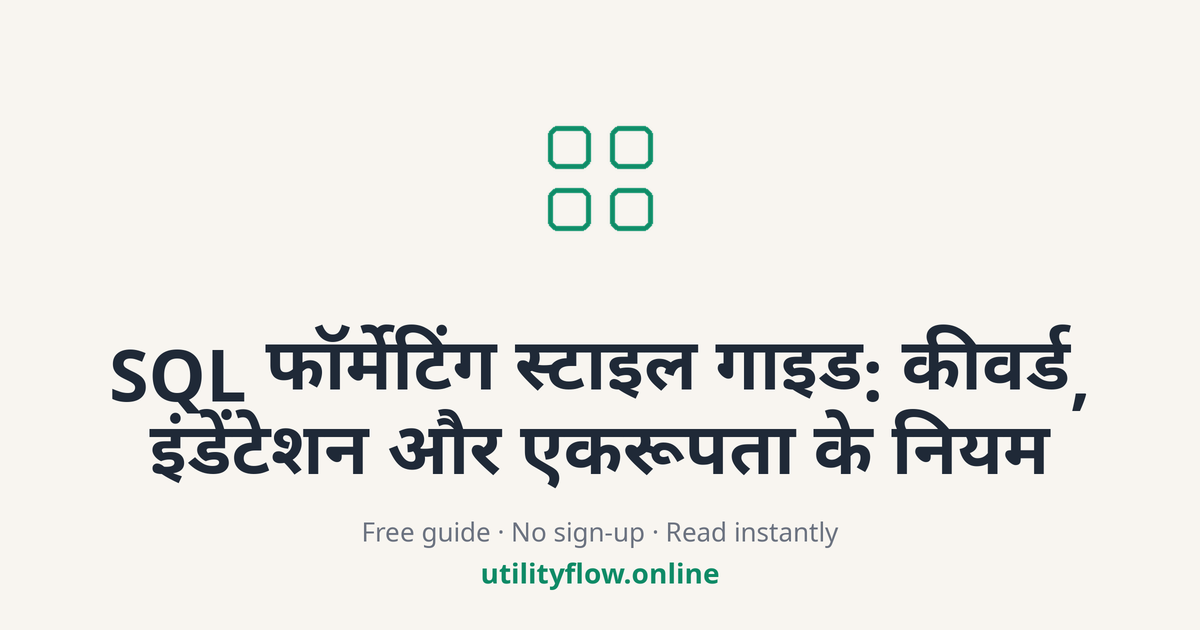 SQL फॉर्मेटिंग स्टाइल गाइड: कीवर्ड,
इंडेंटेशन और एकरूपता के नियम
Free guide · No sign-up · Read instantly
utilityflow.online